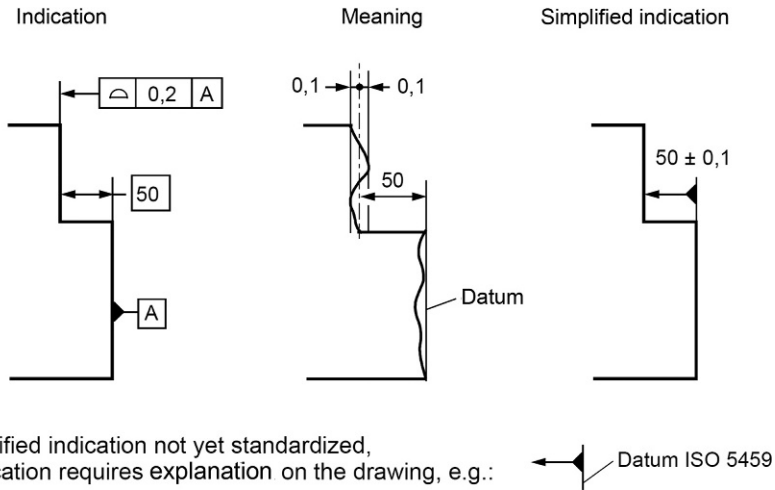 Indication
Meaning
Simplified indication
0,2 A
0,1
0,1
50 ± 0,1
50
50
A
Datum
ified indication not yet standardized,
cation requires explanation on the drawing, e.g.:
Datum ISO 5459